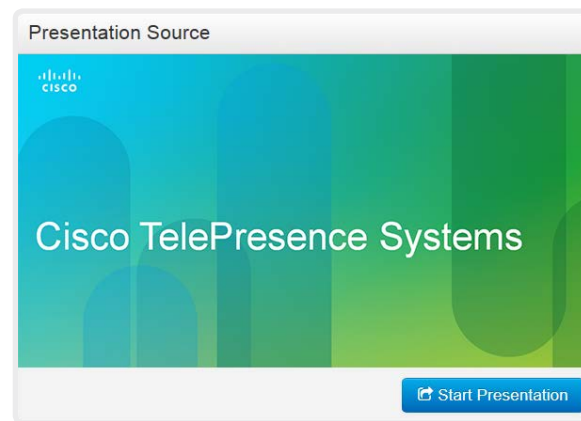 Presentation Source
CISCO
Cisco TelePresence Systems
Start Presentation